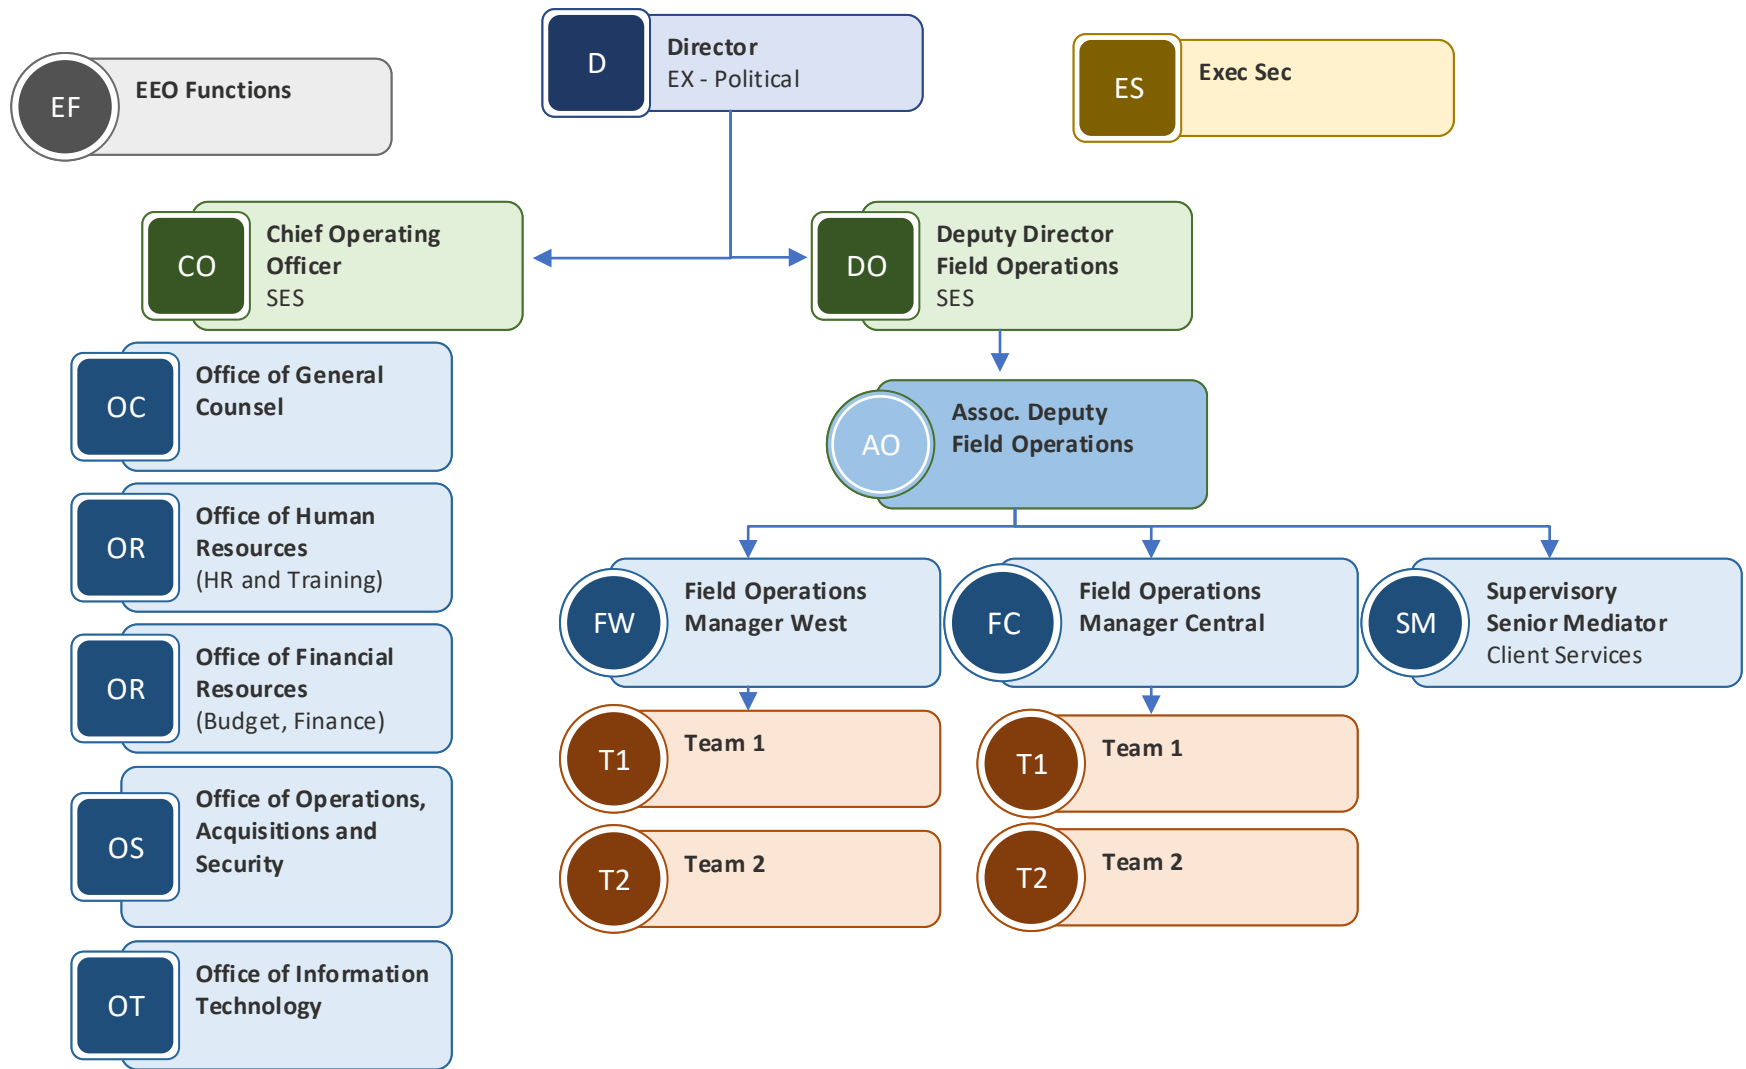 EF
EEO Functions
D
Director
EX - Political
ES
Exec Sec
CO
Chief Operating
Officer
SES
DO
Deputy Director
Field Operations
SES
OC
Office of General
Counsel
OR
Office of Human
Resources
(HR and Training)
OR
Office of Financial
Resources
(Budget, Finance)
OS
Office of Operations,
Acquisitions and
Security
OT
Office of Information
Technology
AO
Assoc. Deputy
Field Operations
FW
Field Operations
Manager West
FC
Field Operations
Manager Central
SM
Supervisory
Senior Mediator
Client Services
T1
Team 1
T2
Team 2
T1
Team 1
T2
Team 2